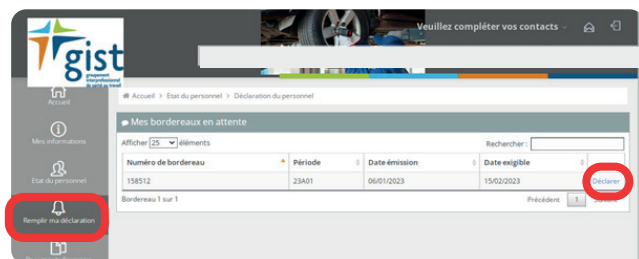 Veuillez compléter vos contacts
gist
groupement
interprofessionnel
de santé au travail
Accueil
Accueil > Etat du personnel > Déclaration du personnel
Mes bordereaux en attente
Mes informations
Afficher 25 éléments
Rechercher :
Numéro de bordereau Période Date émission Date exigible
158512 23A01 06/01/2023 15/02/2023 Déclarer
Etat du personnel
Bordereau 1 sur 1
Précédent 1 Suivant
Remplir ma déclaration